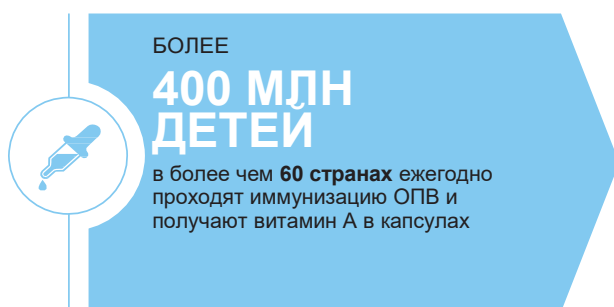 БОЛЕЕ
400 МЛН
ДЕТЕЙ
в более чем 60 странах ежегодно
проходят иммунизацию ОПВ и
получают витамин А в капсулах